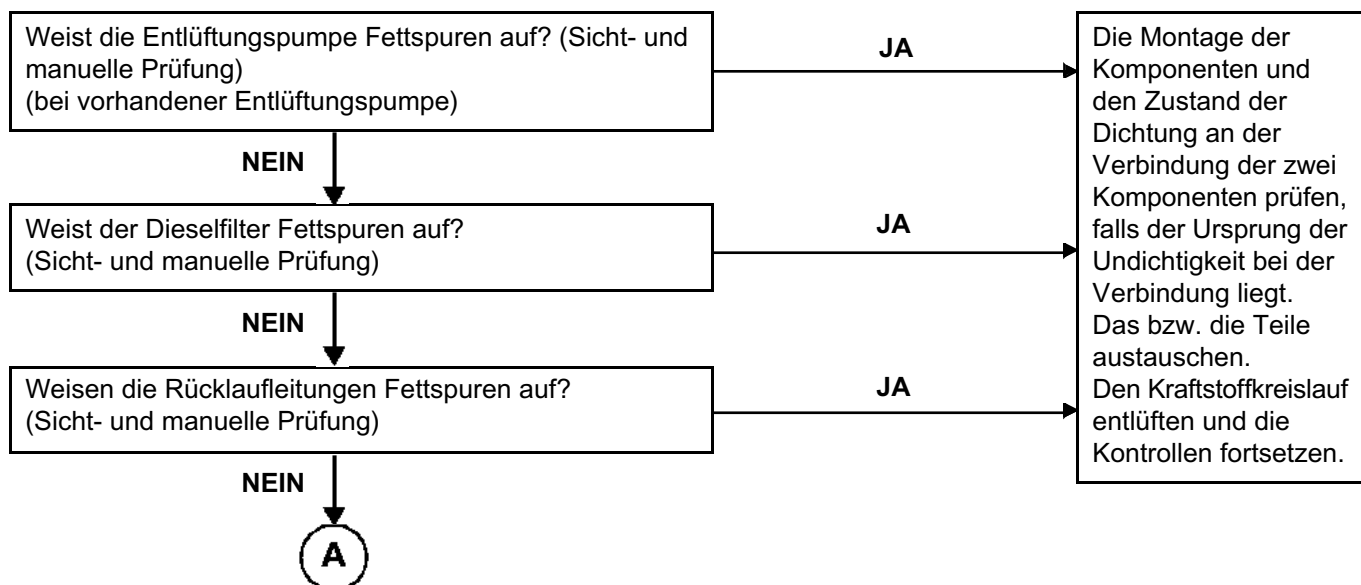 Weist die Entlüftungspumpe Fettspuren auf? (Sicht- und
manuelle Prüfung)
(bei vorhandener Entlüftungspumpe)
JA
NEIN
Weist der Dieselfilter Fettspuren auf?
(Sicht- und manuelle Prüfung)
JA
NEIN
Weisen die Rücklaufleitungen Fettspuren auf?
(Sicht- und manuelle Prüfung)
JA
NEIN
A
Die Montage der
Komponenten und
den Zustand der
Dichtung an der
Verbindung der zwei
Komponenten prüfen,
falls der Ursprung der
Undichtigkeit bei der
Verbindung liegt.
Das bzw. die Teile
austauschen.
Den Kraftstoffkreislauf
entlüften und die
Kontrollen fortsetzen.